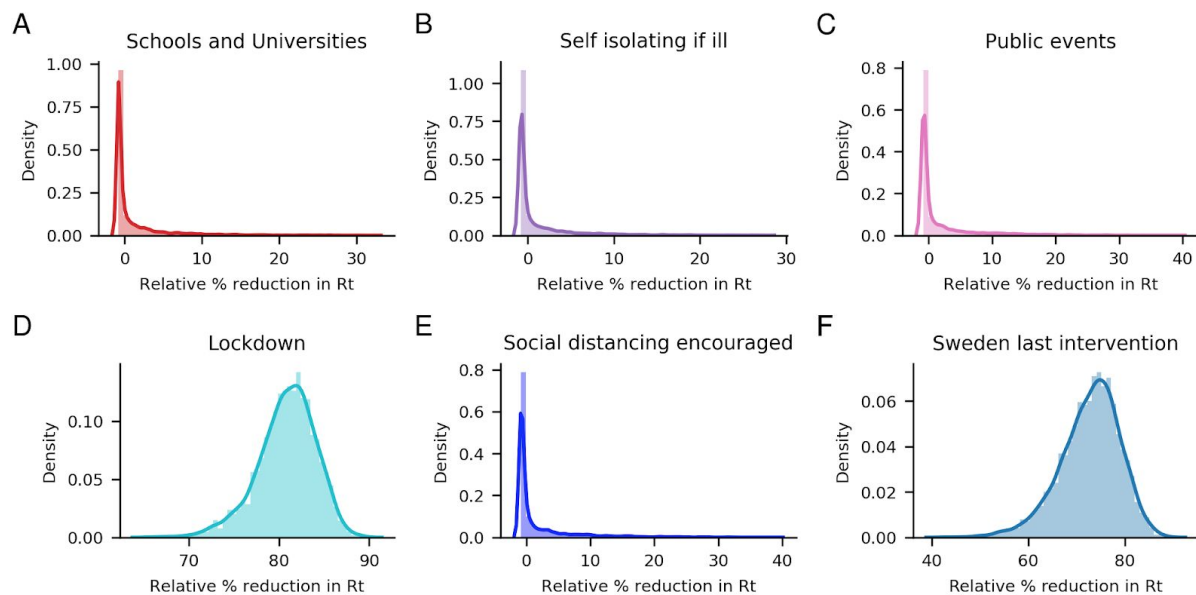 A
Schools and Universities
1.00
0.75
0.50
0.25
0.00
Density
0
10
20
30
Relative % reduction in Rt
B
Self isolating if ill
1.00
0.75
0.50
0.25
0.00
Density
0
10
20
30
Relative % reduction in Rt
C
Public events
0.8
0.6
0.4
0.2
0.0
Density
0
10
20
30
40
Relative % reduction in Rt
D
Lockdown
0.10
0.05
0.00
Density
70
80
90
Relative % reduction in Rt
E
Social distancing encouraged
0.8
0.6
0.4
0.2
0.0
Density
0
10
20
30
40
Relative % reduction in Rt
F
Sweden last intervention
0.06
0.04
0.02
0.00
Density
40
60
80
Relative % reduction in Rt